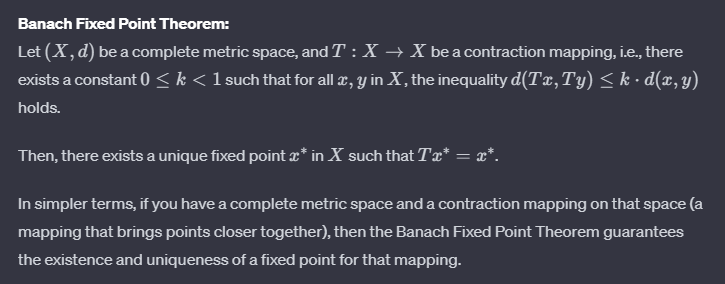 Banach Fixed Point Theorem:
Let (X, d) be a complete metric space, and T : X → X be a contraction mapping, i.e., there
exists a constant 0 ≤ k < 1 such that for all x, y in X, the inequality d(Tx, Ty) ≤ k · d(x, y)
holds.
Then, there exists a unique fixed point x* in X such that Tx* = x*.
In simpler terms, if you have a complete metric space and a contraction mapping on that space (a
mapping that brings points closer together), then the Banach Fixed Point Theorem guarantees
the existence and uniqueness of a fixed point for that mapping.